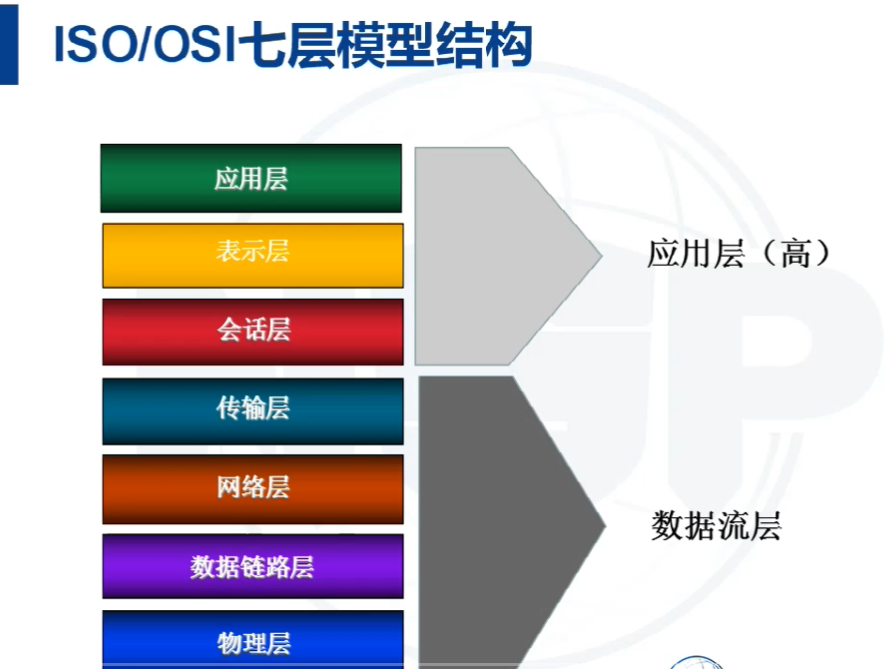 ISO/OSI七层模型结构
应用层
表示层
会话层
应用层（高）
传输层
网络层
数据链路层
物理层
数据流层